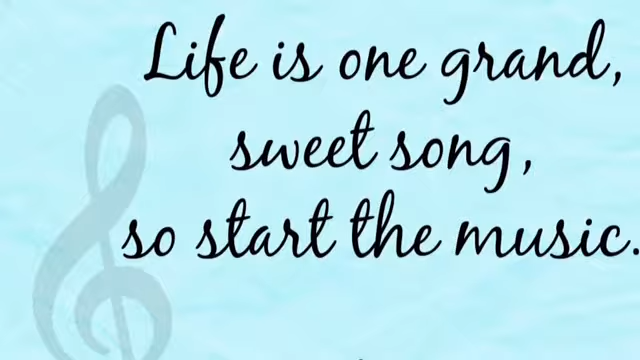 Life is one grand,
sweet song,
so start the music.